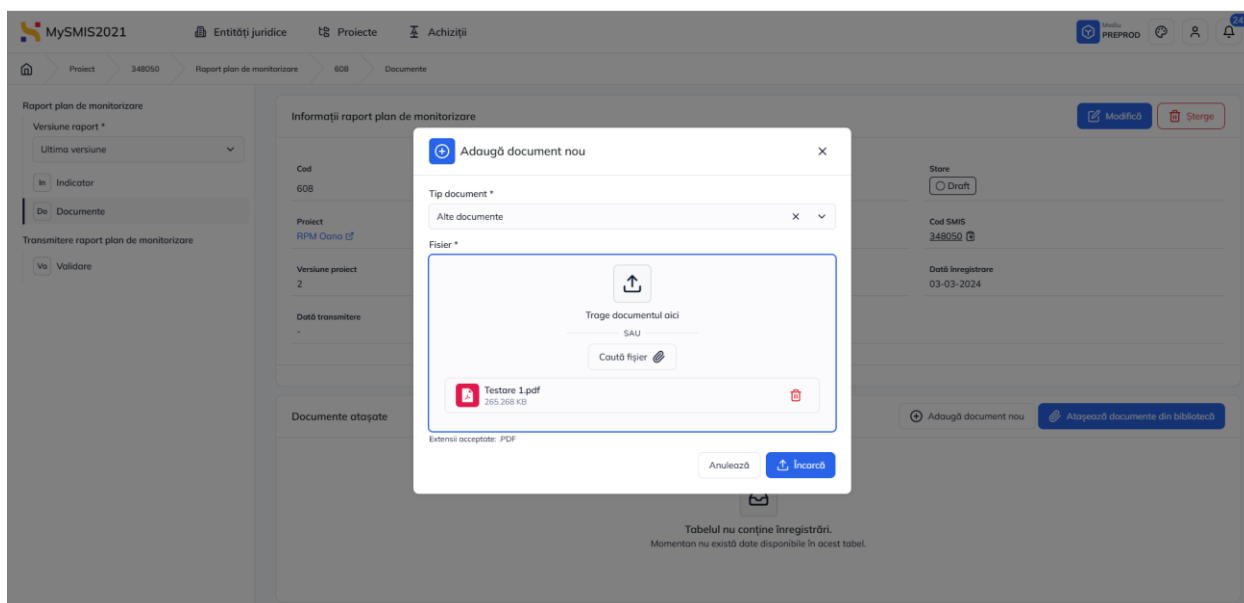 MySMIS2021
Entități juridice
Proiecte
Achiziții
Mediu
PREPROD
24
Proiect
348050
Raport plan de monitorizare
608
Documente
Raport plan de monitorizare
Versiune raport *
Ultima versiune
In Indicator
Do Documente
Transmitere raport plan de monitorizare
Va Validare
Informații raport plan de monitorizare
Modifică
Șterge
Cod
608
Stare
Draft
Proiect
RPM Oana
Cod SMIS
348050
Versiune proiect
2
Dată înregistrare
03-03-2024
Dată transmitere
-
Adaugă document nou
Tip document *
Alte documente
Fisier *
Trage documentul aici
SAU
Caută fișier
Testare 1.pdf
265.268 KB
Extensii acceptate: .PDF
Anulează
Încarcă
Documente atașate
Adaugă document nou
Atașează documente din bibliotecă
Tabelul nu conține înregistrări.
Momentan nu există date disponibile în acest tabel.